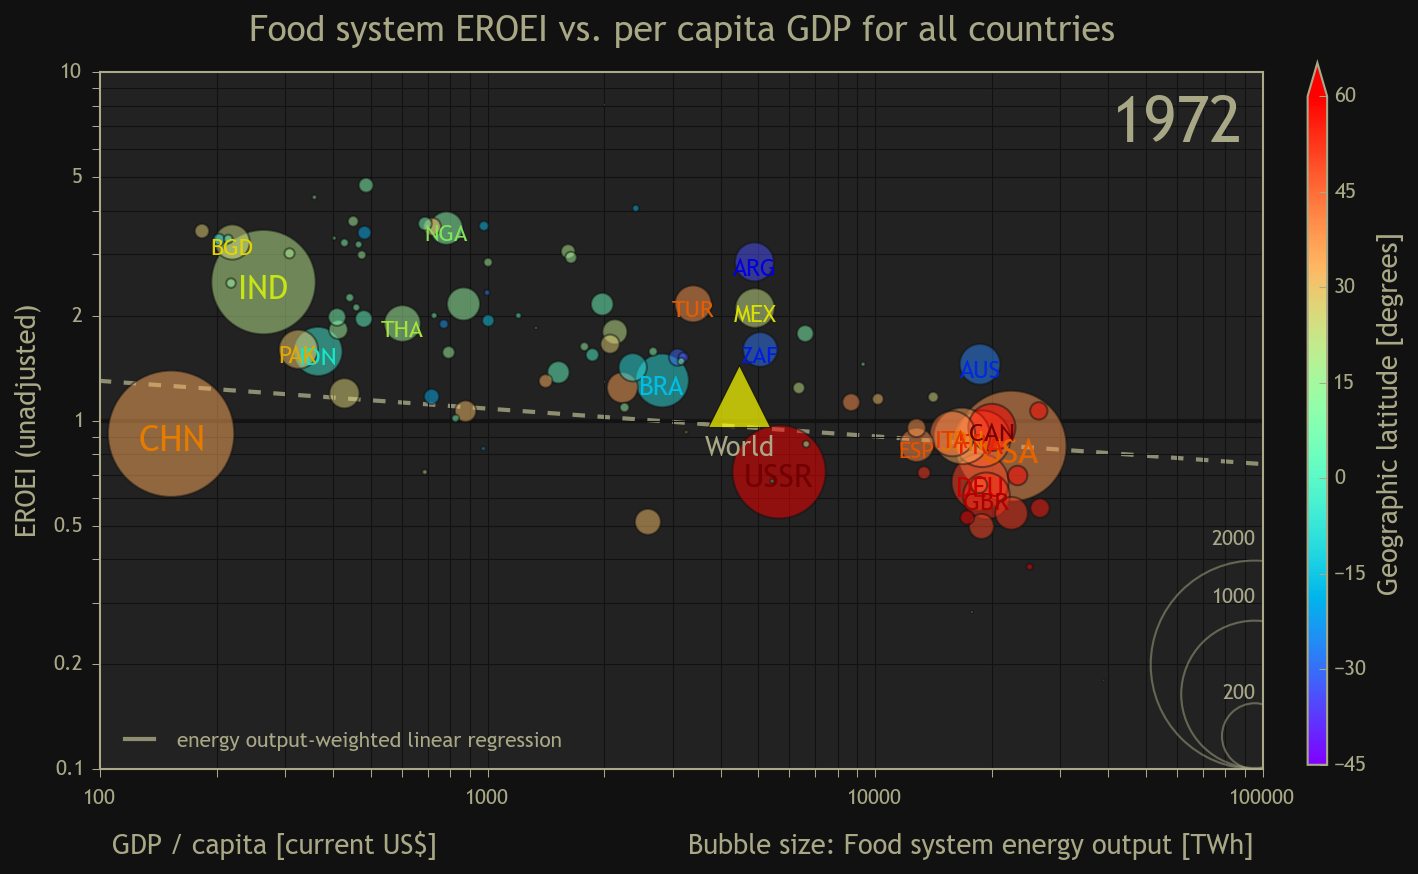 Food system EROEI vs. per capita GDP for all countries
1972
10
5
2
1
0.5
0.2
0.1
EROEI (unadjusted)
BGD
NGA
IND
ARG
TUR
MEX
THA
PAK
IDN
BRA
ZAF
AUS
CHN
World
USSR
ESP
ITA
FRA
CAN
USA
DEU
GBR
2000
1000
200
energy output-weighted linear regression
100
1000
10000
100000
GDP / capita [current US$]
Bubble size: Food system energy output [TWh]
60
45
30
15
0
−15
−30
−45
Geographic latitude [degrees]